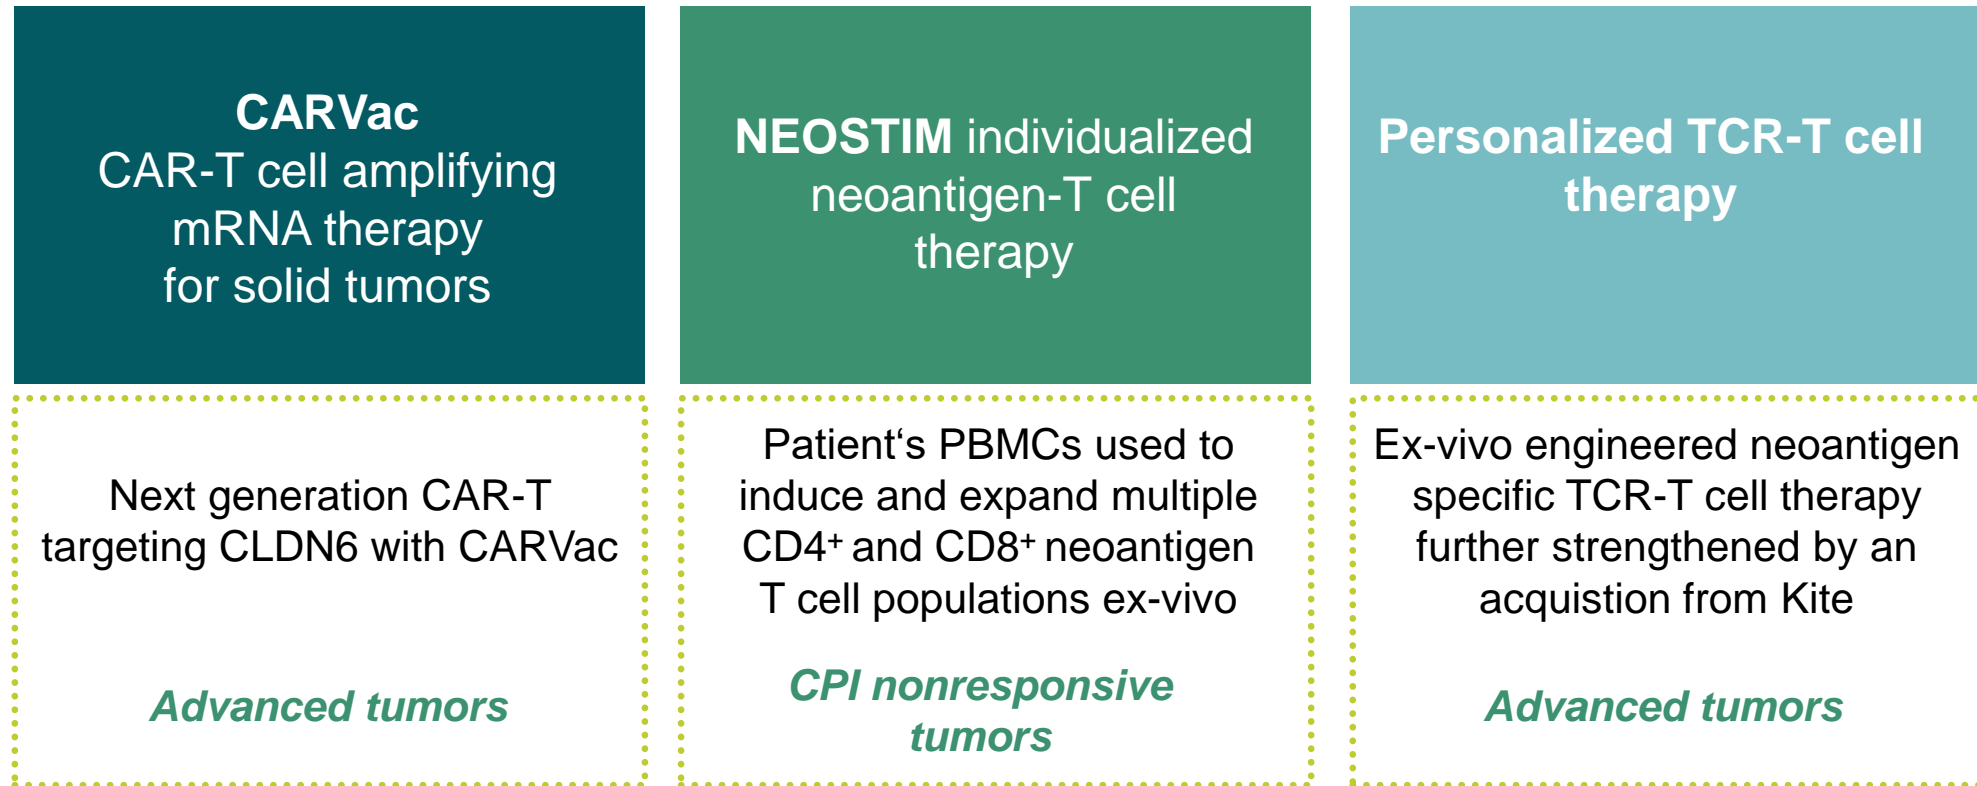 CARVac
CAR-T cell amplifying
mRNA therapy
for solid tumors
Next generation CAR-T
targeting CLDN6 with CARVac
Advanced tumors
NEOSTIM individualized
neoantigen-T cell
therapy
Patient‘s PBMCs used to
induce and expand multiple
CD4⁺ and CD8⁺ neoantigen
T cell populations ex-vivo
CPI nonresponsive
tumors
Personalized TCR-T cell
therapy
Ex-vivo engineered neoantigen
specific TCR-T cell therapy
further strengthened by an
acquistion from Kite
Advanced tumors